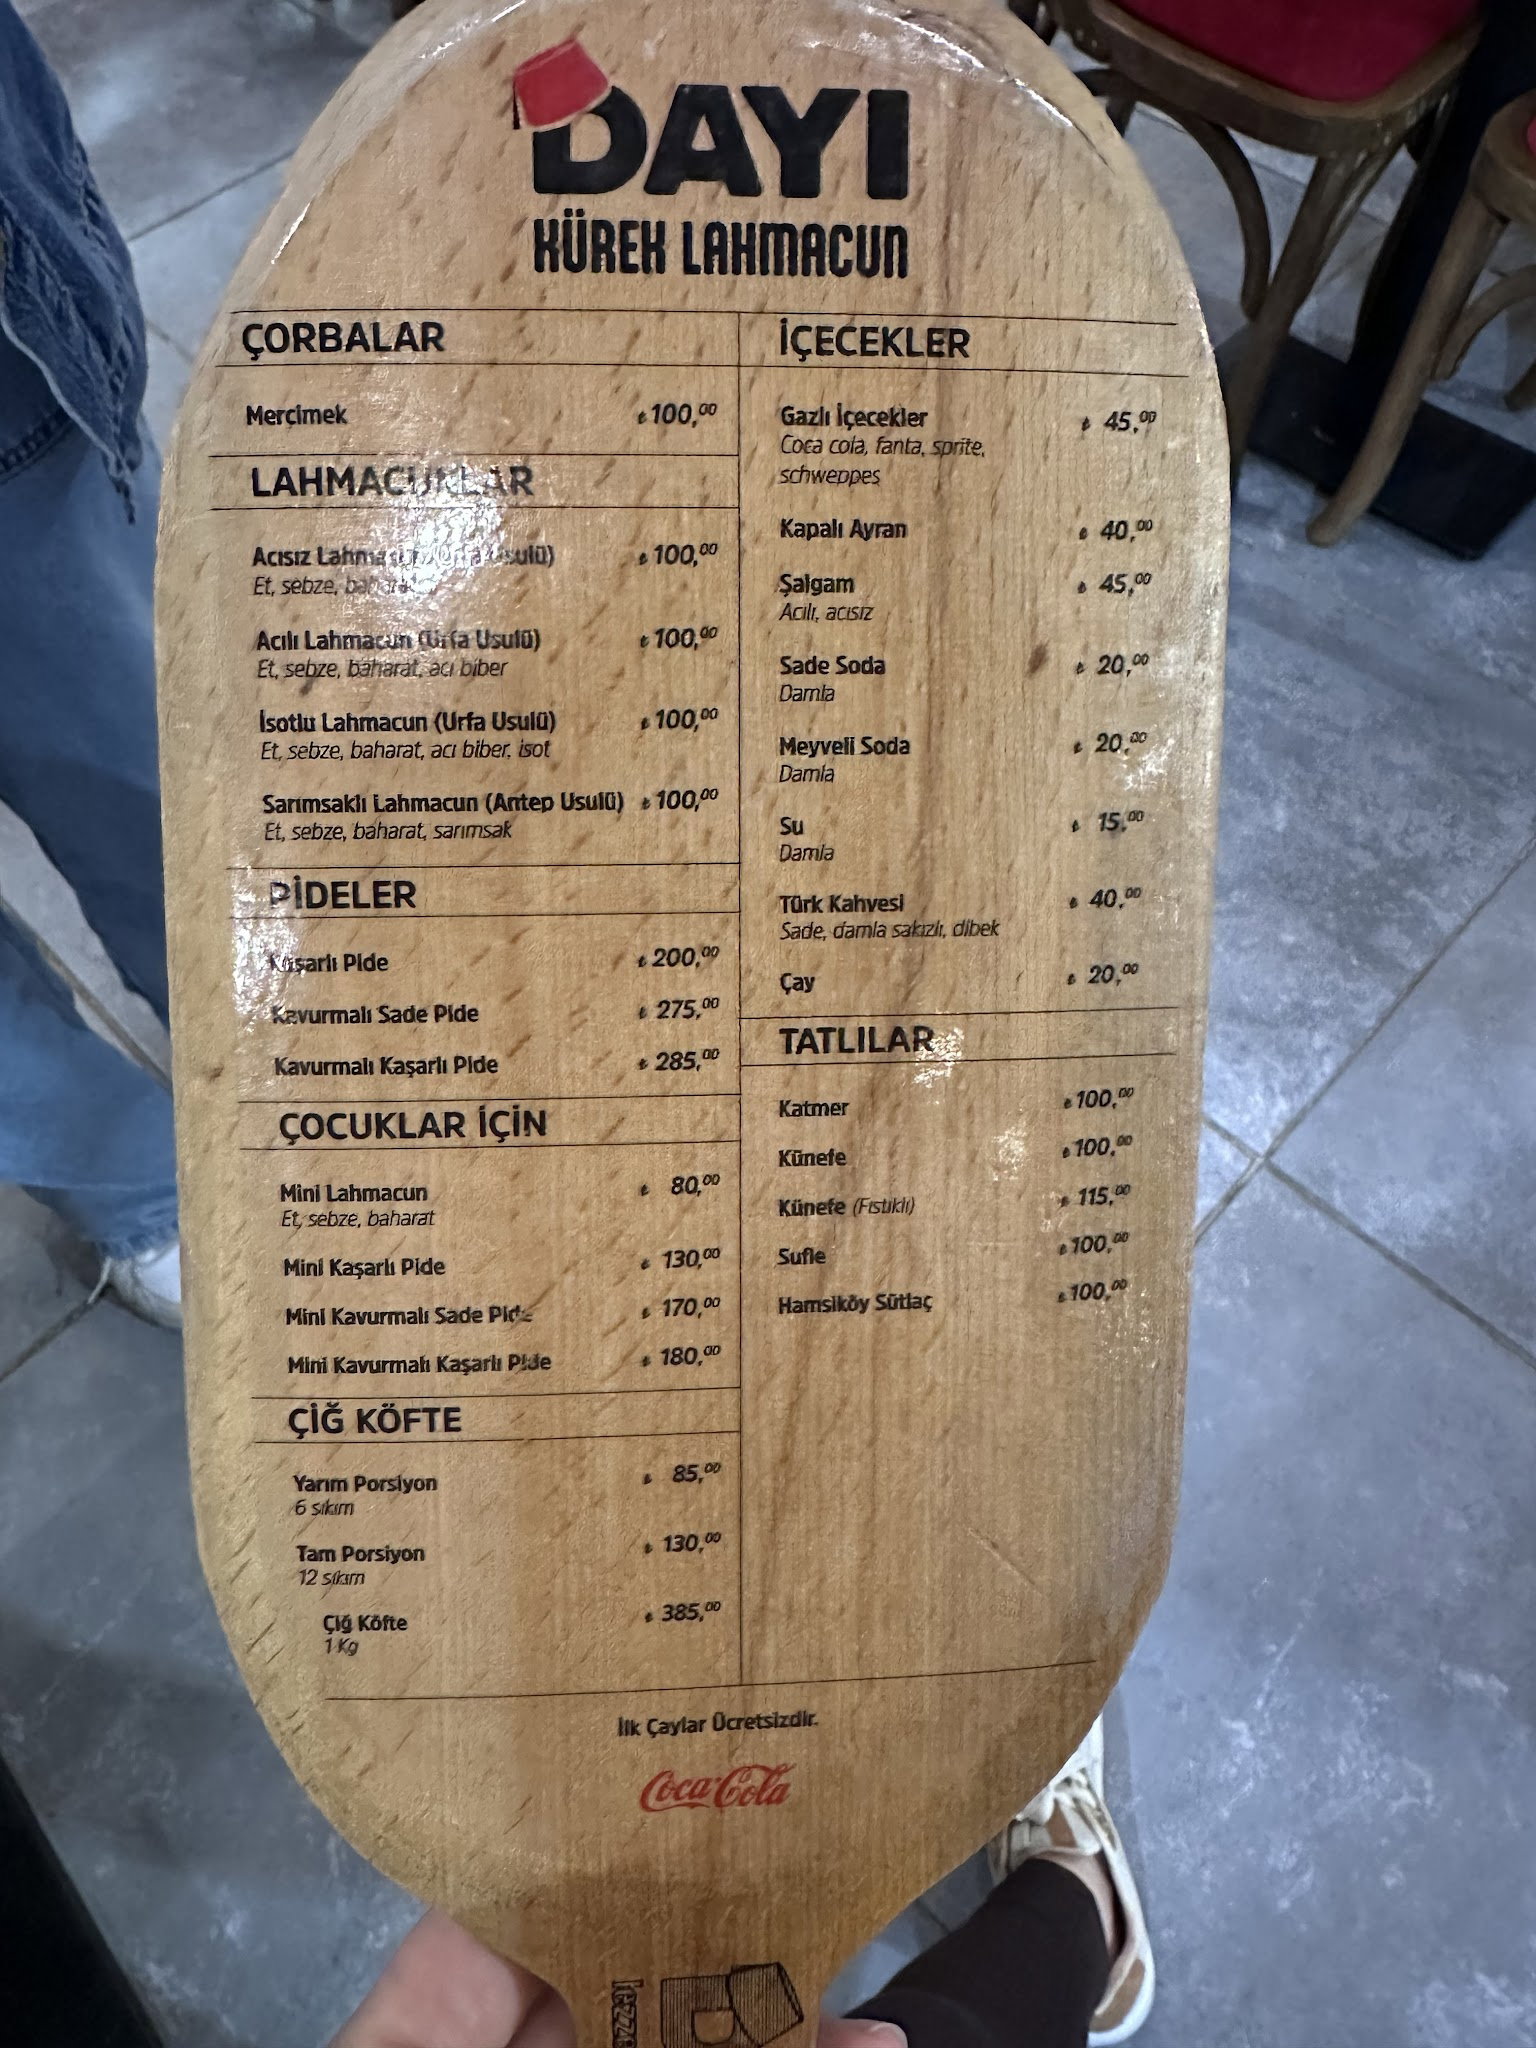 DAYI
KÜREK LAHMACUN
ÇORBALAR
Merçimek ₺100,00
LAHMACUNLAR
Acısız Lahmacun (Urfa Usulü) ₺100,00
Et, sebze, baharat
Acılı Lahmacun (Urfa Usulü) ₺100,00
Et, sebze, baharat, acı biber
İsotlu Lahmacun (Urfa Usulü) ₺100,00
Et, sebze, baharat, acı biber, isot
Sarımsaklı Lahmacun (Antep Usulü) ₺100,00
Et, sebze, baharat, sarımsak
PİDELER
Kaşarlı Pide ₺200,00
Kavurmalı Sade Pide ₺275,00
Kavurmalı Kaşarlı Pide ₺285,00
ÇOCUKLAR İÇİN
Mini Lahmacun ₺80,00
Et, sebze, baharat
Mini Kaşarlı Pide ₺130,00
Mini Kavurmalı Sade Pide ₺170,00
Mini Kavurmalı Kaşarlı Pide ₺180,00
ÇİĞ KÖFTE
Yarım Porsiyon ₺85,00
6 sıkım
Tam Porsiyon ₺130,00
12 sıkım
Çiğ Köfte ₺385,00
1 Kg
İÇECEKLER
Gazlı İçecekler ₺45,00
Coca cola, fanta, sprite,
schweppes
Kapalı Ayran ₺40,00
Şalgam ₺45,00
Acılı, acısız
Sade Soda ₺20,00
Damla
Meyveli Soda ₺20,00
Damla
Su ₺15,00
Damla
Türk Kahvesi ₺40,00
Sade, damla sakızlı, dibek
Çay ₺20,00
TATLILAR
Katmer ₺100,00
Künefe ₺100,00
Künefe (Fıstıklı) ₺115,00
Sufle ₺100,00
Hamsiköy Sütlaç ₺100,00
İlk Çaylar Ücretsizdir.
Coca-Cola